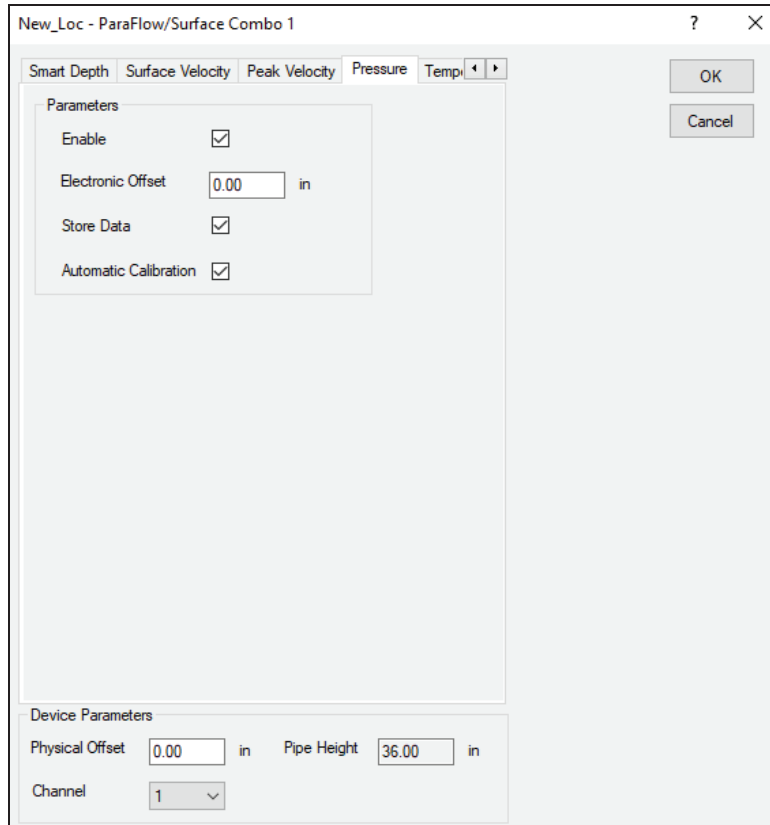 New_Loc - ParaFlow/Surface Combo 1 ?
Smart Depth Surface Velocity Peak Velocity Pressure Temp
OK
Cancel
Parameters
Enable
Electronic Offset 0.00 in
Store Data
Automatic Calibration
Device Parameters
Physical Offset 0.00 in Pipe Height 36.00 in
Channel 1